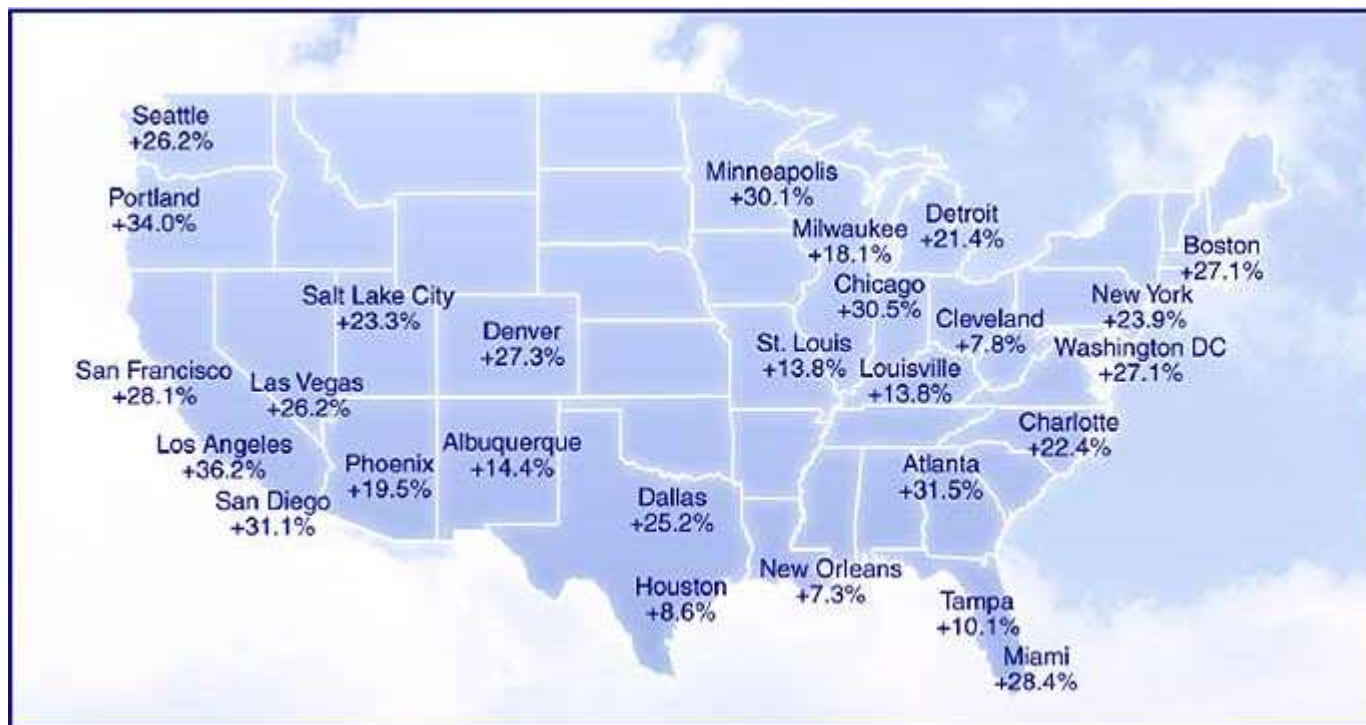 Seattle
+26.2%
Portland
+34.0%
Minneapolis
+30.1%
Milwaukee
+18.1%
Detroit
+21.4%
Boston
+27.1%
Salt Lake City
+23.3%
Denver
+27.3%
Chicago
+30.5%
Cleveland
+7.8%
New York
+23.9%
San Francisco
+28.1%
Las Vegas
+26.2%
St. Louis
+13.8%
Louisville
+13.8%
Washington DC
+27.1%
Los Angeles
+36.2%
Phoenix
+19.5%
Albuquerque
+14.4%
Charlotte
+22.4%
San Diego
+31.1%
Dallas
+25.2%
Atlanta
+31.5%
Houston
+8.6%
New Orleans
+7.3%
Tampa
+10.1%
Miami
+28.4%